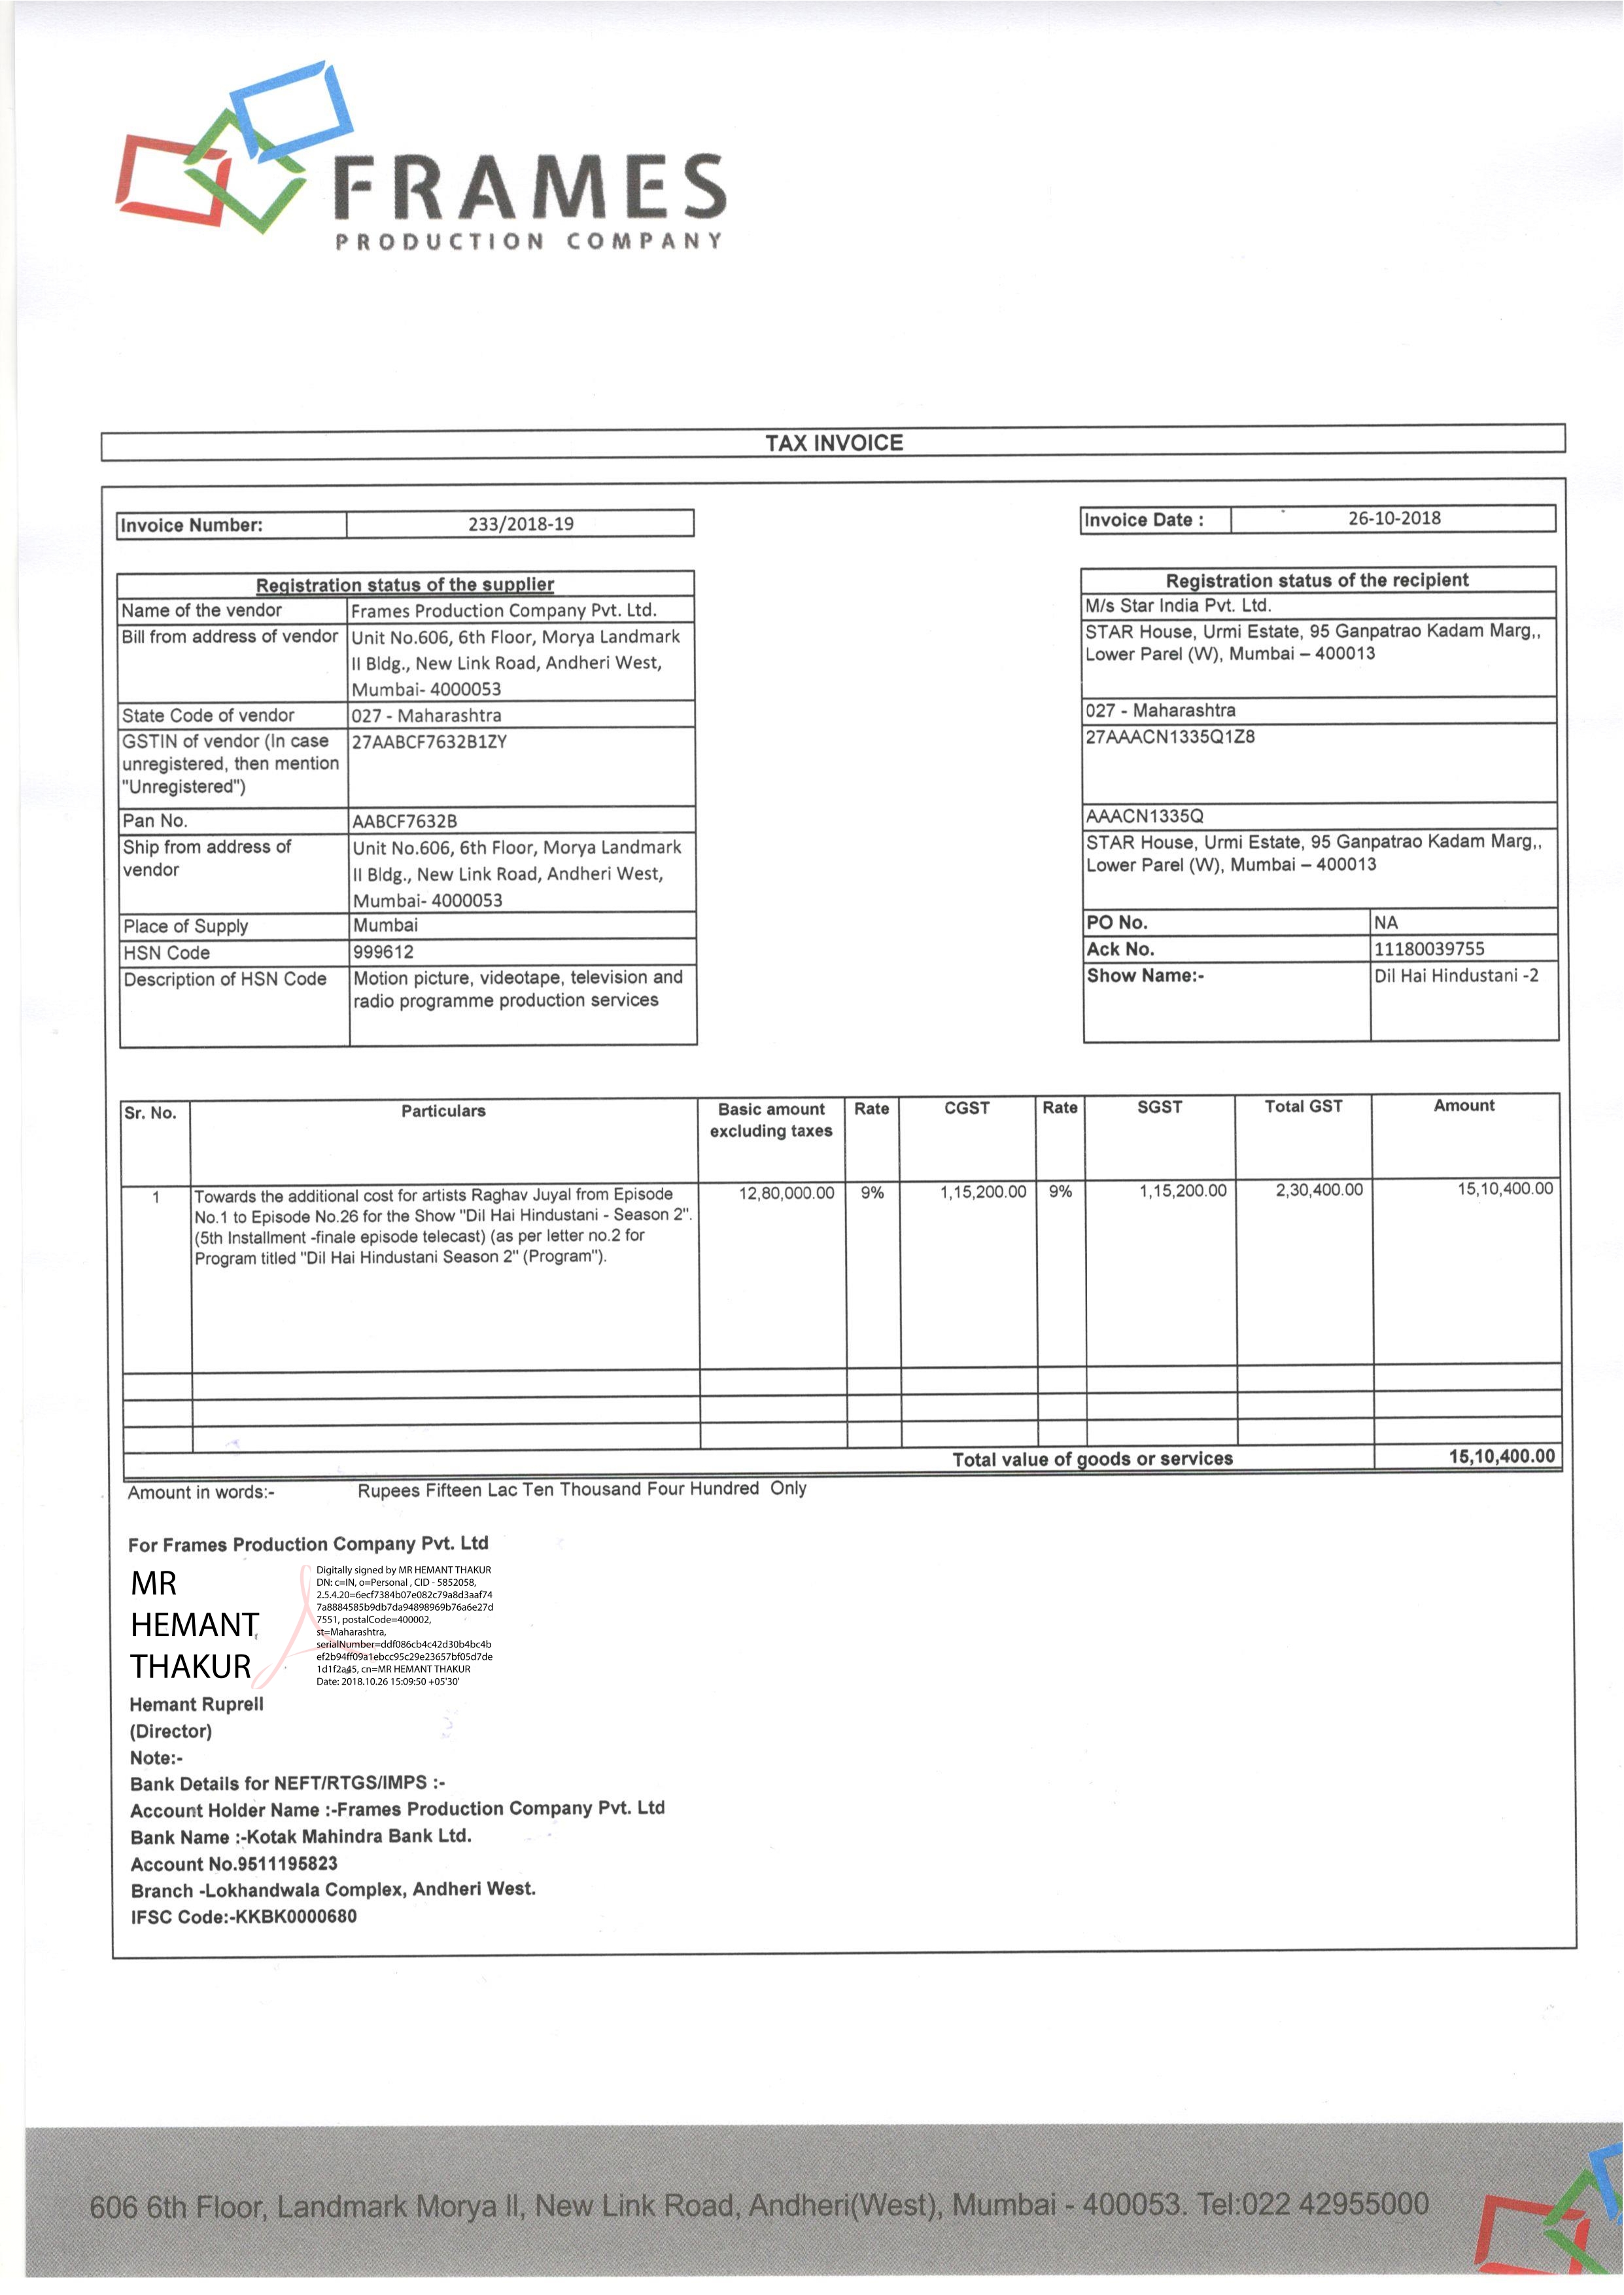 FRAMES
PRODUCTION COMPANY
TAX INVOICE
Invoice Number: 233/2018-19
Invoice Date : 26-10-2018
Registration status of the supplier
Name of the vendor Frames Production Company Pvt. Ltd.
Bill from address of vendor Unit No.606, 6th Floor, Morya Landmark
II Bldg., New Link Road, Andheri West,
Mumbai- 4000053
State Code of vendor 027 - Maharashtra
GSTIN of vendor (In case 27AABCF7632B1ZY
unregistered, then mention
"Unregistered")
Pan No. AABCF7632B
Ship from address of Unit No.606, 6th Floor, Morya Landmark
vendor II Bldg., New Link Road, Andheri West,
Mumbai- 4000053
Place of Supply Mumbai
HSN Code 999612
Description of HSN Code Motion picture, videotape, television and
radio programme production services
Registration status of the recipient
M/s Star India Pvt. Ltd.
STAR House, Urmi Estate, 95 Ganpatrao Kadam Marg,,
Lower Parel (W), Mumbai – 400013
027 - Maharashtra
27AAACN1335Q1Z8
AAACN1335Q
STAR House, Urmi Estate, 95 Ganpatrao Kadam Marg,,
Lower Parel (W), Mumbai – 400013
PO No. NA
Ack No. 11180039755
Show Name:- Dil Hai Hindustani -2
Sr. No. Particulars Basic amount Rate CGST Rate SGST Total GST Amount
excluding taxes
1 Towards the additional cost for artists Raghav Juyal from Episode 12,80,000.00 9% 1,15,200.00 9% 1,15,200.00 2,30,400.00 15,10,400.00
No.1 to Episode No.26 for the Show "Dil Hai Hindustani - Season 2".
(5th Installment -finale episode telecast) (as per letter no.2 for
Program titled "Dil Hai Hindustani Season 2" (Program").
Total value of goods or services 15,10,400.00
Amount in words:- Rupees Fifteen Lac Ten Thousand Four Hundred Only
For Frames Production Company Pvt. Ltd
MR
HEMANT
THAKUR
Digitally signed by MR HEMANT THAKUR
DN: c=IN, o=Personal , CID - 5852058,
2.5.4.20=6ecf7384b07e082c79a8d3aaf74
7a8884585b9db7da94898969b76a6e27d
7551, postalCode=400002,
st=Maharashtra,
serialNumber=ddf086cb4c42d30b4bc4b
ef2b94ff09a1ebcc95c29e23657bf05d7de
1d1f2a45, cn=MR HEMANT THAKUR
Date: 2018.10.26 15:09:50 +05'30'
Hemant Ruprell
(Director)
Note:-
Bank Details for NEFT/RTGS/IMPS :-
Account Holder Name :-Frames Production Company Pvt. Ltd
Bank Name :-Kotak Mahindra Bank Ltd.
Account No.9511195823
Branch -Lokhandwala Complex, Andheri West.
IFSC Code:-KKBK0000680
606 6th Floor, Landmark Morya II, New Link Road, Andheri(West), Mumbai - 400053. Tel:022 42955000